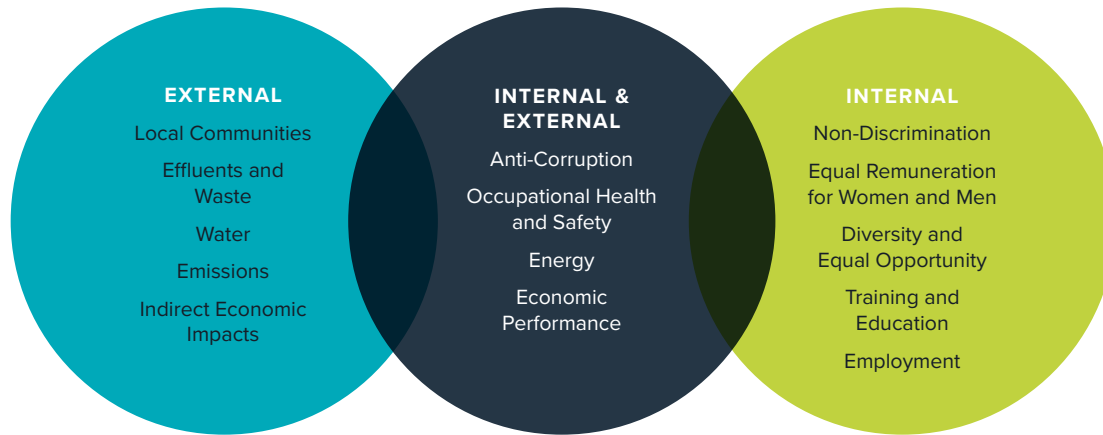 EXTERNAL
Local Communities
Effluents and
Waste
Water
Emissions
Indirect Economic
Impacts
INTERNAL &
EXTERNAL
Anti-Corruption
Occupational Health
and Safety
Energy
Economic
Performance
INTERNAL
Non-Discrimination
Equal Remuneration
for Women and Men
Diversity and
Equal Opportunity
Training and
Education
Employment